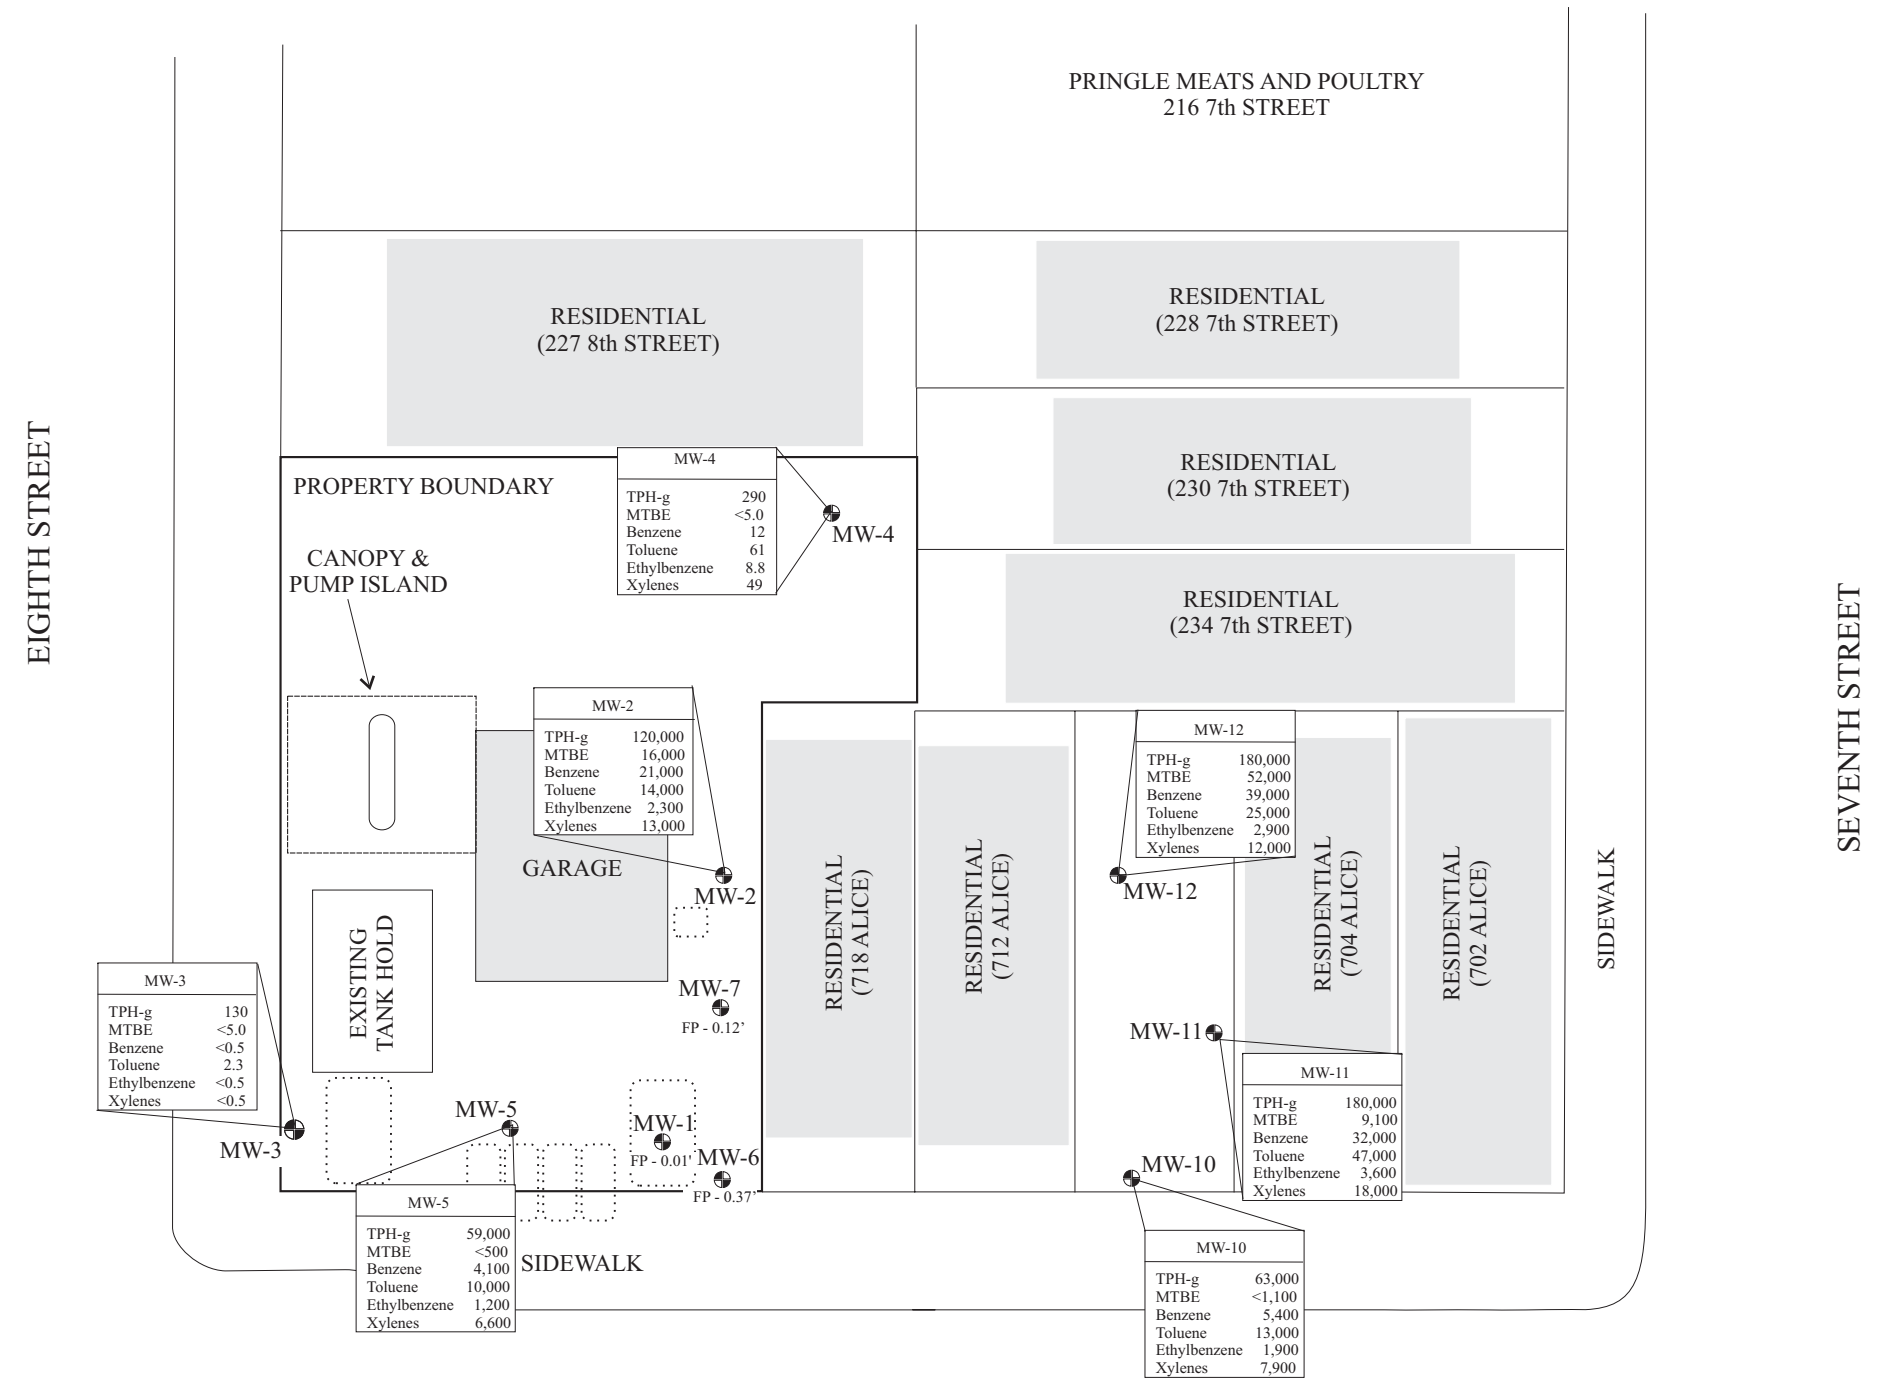 PRINGLE MEATS AND POULTRY
216 7th STREET
RESIDENTIAL
(227 8th STREET)
RESIDENTIAL
(228 7th STREET)
EIGHTH STREET
PROPERTY BOUNDARY
MW-4
TPH-g 290
MTBE <5.0
Benzene 12
Toluene 61
Ethylbenzene 8.8
Xylenes 49
MW-4
RESIDENTIAL
(230 7th STREET)
CANOPY &
PUMP ISLAND
RESIDENTIAL
(234 7th STREET)
SEVENTH STREET
MW-2
TPH-g 120,000
MTBE 16,000
Benzene 21,000
Toluene 14,000
Ethylbenzene 2,300
Xylenes 13,000
GARAGE
MW-2
MW-12
TPH-g 180,000
MTBE 52,000
Benzene 39,000
Toluene 25,000
Ethylbenzene 2,900
Xylenes 12,000
MW-12
RESIDENTIAL
(718 ALICE)
RESIDENTIAL
(712 ALICE)
RESIDENTIAL
(704 ALICE)
RESIDENTIAL
(702 ALICE)
SIDEWALK
EXISTING
TANK HOLD
MW-3
TPH-g 130
MTBE <5.0
Benzene <0.5
Toluene 2.3
Ethylbenzene <0.5
Xylenes <0.5
MW-3
MW-7
FP - 0.12'
MW-11
MW-11
TPH-g 180,000
MTBE 9,100
Benzene 32,000
Toluene 47,000
Ethylbenzene 3,600
Xylenes 18,000
MW-5
MW-1
FP - 0.01'
MW-6
FP - 0.37'
MW-10
MW-5
TPH-g 59,000
MTBE <500
Benzene 4,100
Toluene 10,000
Ethylbenzene 1,200
Xylenes 6,600
SIDEWALK
MW-10
TPH-g 63,000
MTBE <1,100
Benzene 5,400
Toluene 13,000
Ethylbenzene 1,900
Xylenes 7,900